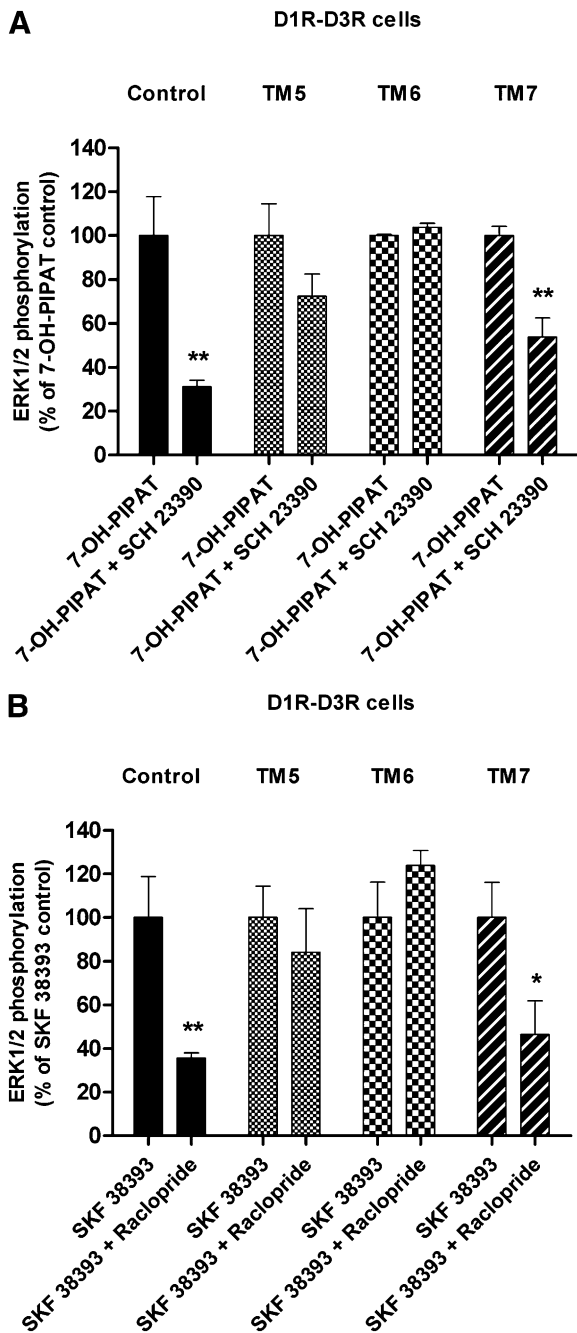 A
D1R-D3R cells
Control TM5 TM6 TM7
ERK1/2 phosphorylation
(% of 7-OH-PIPAT control)
140
120
100
80
60
40
20
0
**
**
7-OH-PIPAT
7-OH-PIPAT + SCH 23390
7-OH-PIPAT
7-OH-PIPAT + SCH 23390
7-OH-PIPAT
7-OH-PIPAT + SCH 23390
7-OH-PIPAT
7-OH-PIPAT + SCH 23390
B
D1R-D3R cells
Control TM5 TM6 TM7
ERK1/2 phosphorylation
(% of SKF 38393 control)
140
120
100
80
60
40
20
0
**
*
SKF 38393
SKF 38393 + Raclopride
SKF 38393
SKF 38393 + Raclopride
SKF 38393
SKF 38393 + Raclopride
SKF 38393
SKF 38393 + Raclopride